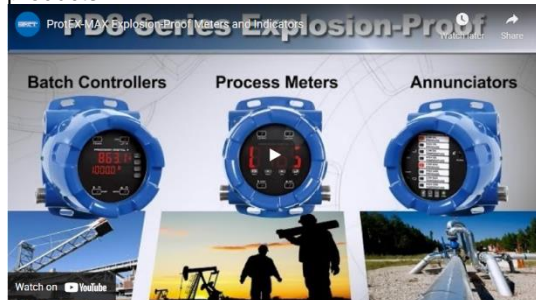 ProtEX-MAX Explosion-Proof Meters and Indicators
PD8 Series Explosion-Proof
Watch later
Share
Batch Controllers
Process Meters
Annunciators
Watch on YouTube